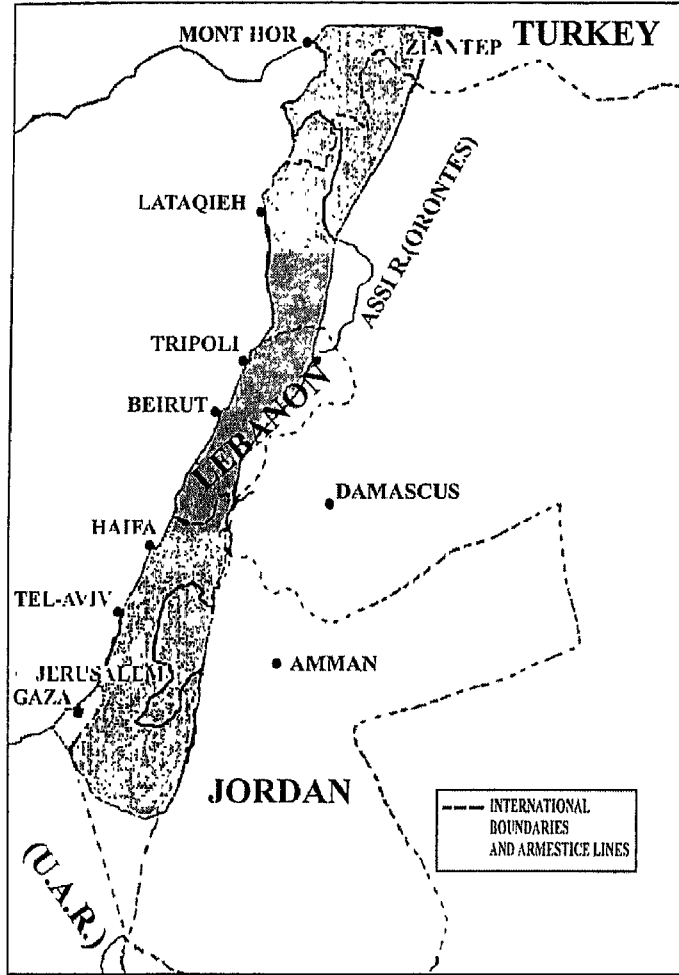 MONT HOR
ZIANTEP
TURKEY
LATAQIEH
ASSI R.(ORONTES)
TRIPOLI
BEIRUT
LEBANON
DAMASCUS
HAIFA
TEL-AVIV
JERUSALEM
AMMAN
GAZA
JORDAN
INTERNATIONAL
BOUNDARIES
AND ARMESTICE LINES
(U.A.R.)